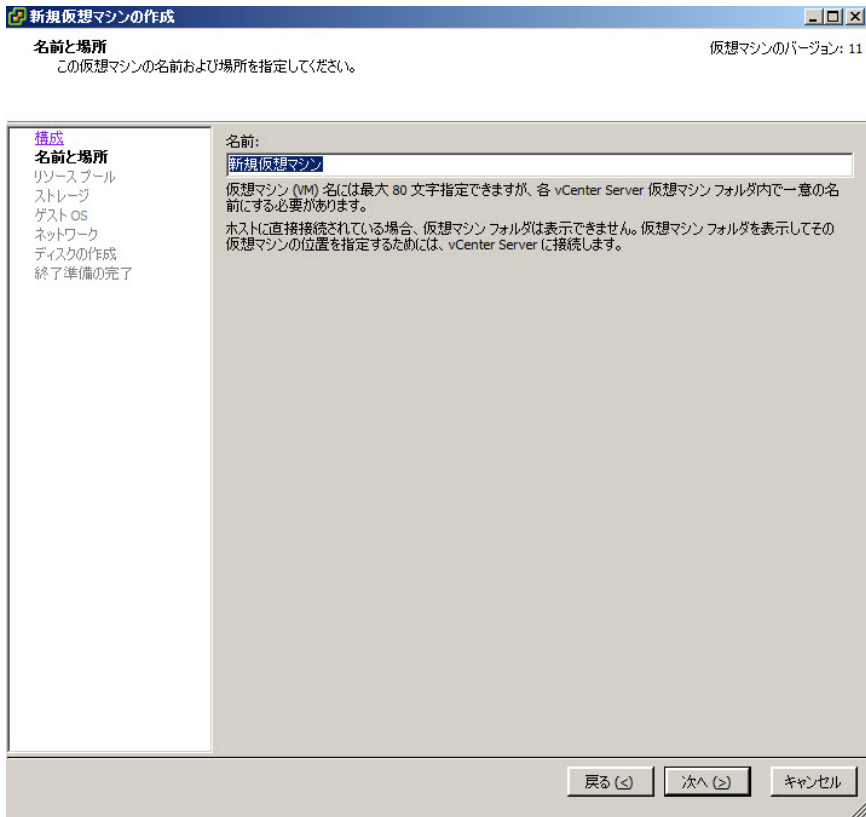 新規仮想マシンの作成
名前と場所
この仮想マシンの名前および場所を指定してください。
仮想マシンのバージョン: 11
構成
名前と場所
リソース プール
ストレージ
ゲスト OS
ネットワーク
ディスクの作成
終了準備の完了
名前:
新規仮想マシン
仮想マシン (VM) 名には最大 80 文字指定できますが、各 vCenter Server 仮想マシン フォルダ内で一意の名
前にする必要があります。
ホストに直接接続されている場合、仮想マシン フォルダは表示できません。仮想マシン フォルダを表示してその
仮想マシンの位置を指定するためには、vCenter Server に接続します。
戻る (<)
次へ (>)
キャンセル